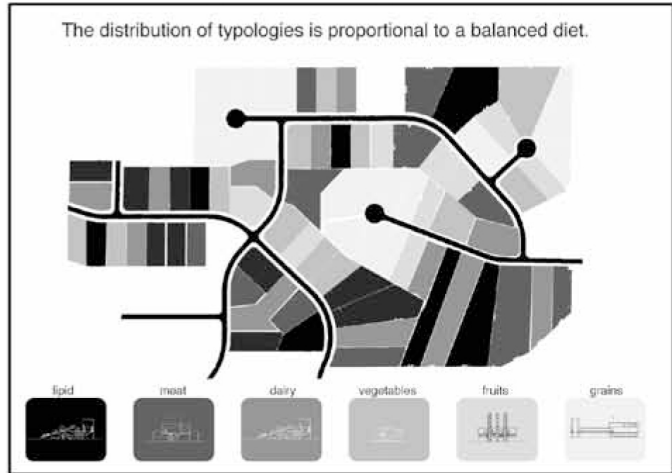 The distribution of typologies is proportional to a balanced diet.
lipid
meat
dairy
vegetables
fruits
grains